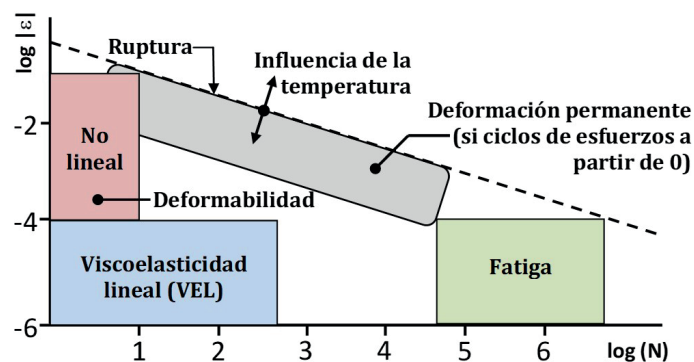 log |ε|
Ruptura
Influencia de la
temperatura
Deformación permanente
(si ciclos de esfuerzos a
partir de 0)
-2
No
lineal
Deformabilidad
-4
Viscoelasticidad
lineal (VEL)
Fatiga
-6
1 2 3 4 5 6 log (N)